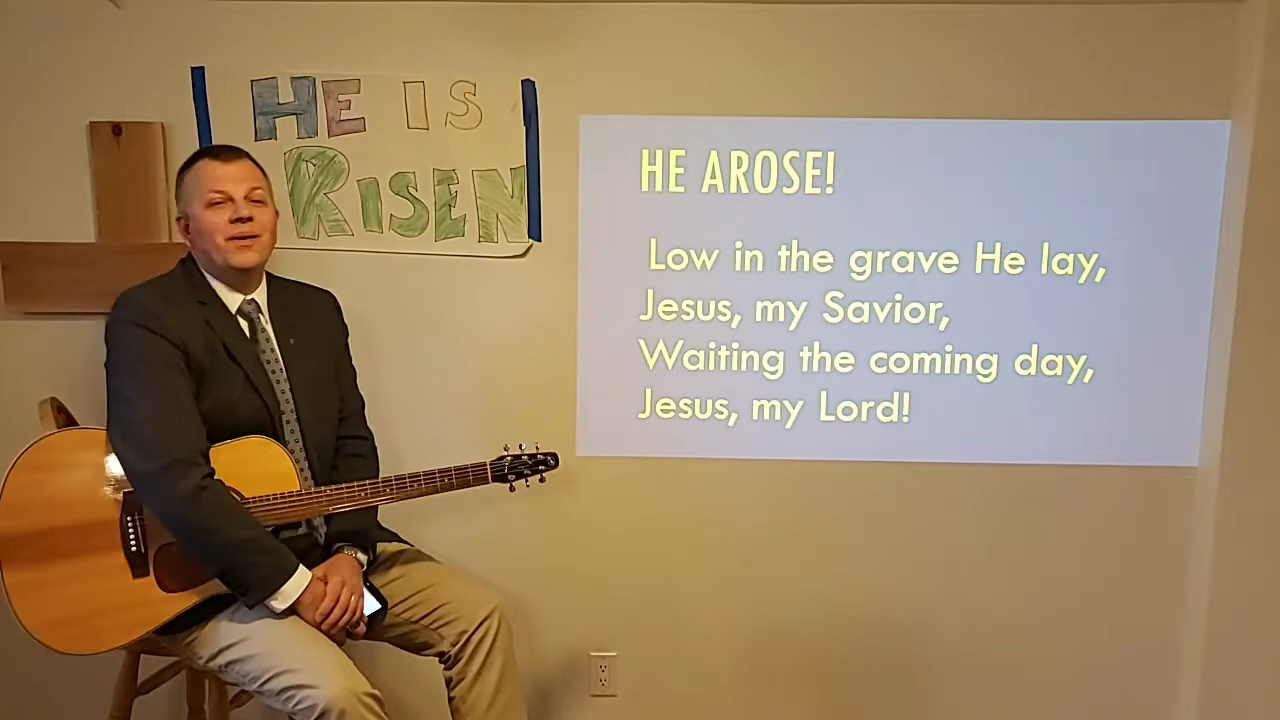 HE IS
RISEN
HE AROSE!
Low in the grave He lay,
Jesus, my Savior,
Waiting the coming day,
Jesus, my Lord!